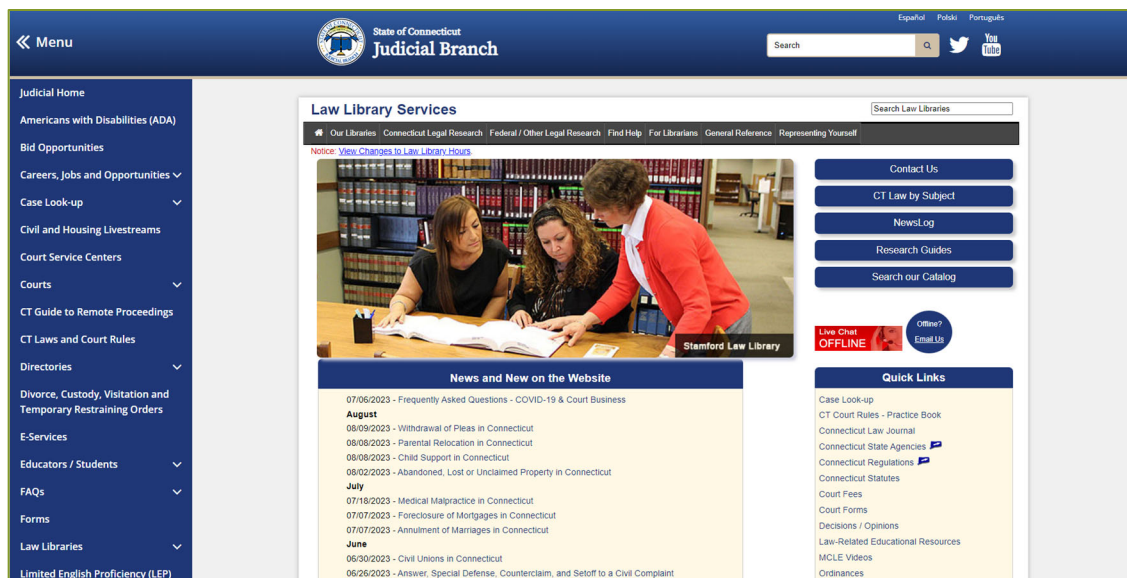 Español Polski Português
Menu
State of Connecticut
Judicial Branch
Search
You
Tube
Judicial Home
Americans with Disabilities (ADA)
Bid Opportunities
Careers, Jobs and Opportunities
Case Look-up
Civil and Housing Livestreams
Court Service Centers
Courts
CT Guide to Remote Proceedings
CT Laws and Court Rules
Directories
Divorce, Custody, Visitation and
Temporary Restraining Orders
E-Services
Educators / Students
FAQs
Forms
Law Libraries
Limited English Proficiency (LEP)
Law Library Services
Search Law Libraries
Our Libraries Connecticut Legal Research Federal / Other Legal Research Find Help For Librarians General Reference Representing Yourself
Notice: View Changes to Law Library Hours.
Stamford Law Library
Contact Us
CT Law by Subject
NewsLog
Research Guides
Search our Catalog
Live Chat
OFFLINE
Offline?
Email Us
News and New on the Website
07/06/2023 - Frequently Asked Questions - COVID-19 & Court Business
August
08/09/2023 - Withdrawal of Pleas in Connecticut
08/08/2023 - Parental Relocation in Connecticut
08/08/2023 - Child Support in Connecticut
08/02/2023 - Abandoned, Lost or Unclaimed Property in Connecticut
July
07/18/2023 - Medical Malpractice in Connecticut
07/07/2023 - Foreclosure of Mortgages in Connecticut
07/07/2023 - Annulment of Marriages in Connecticut
June
06/30/2023 - Civil Unions in Connecticut
06/26/2023 - Answer, Special Defense, Counterclaim, and Setoff to a Civil Complaint
Quick Links
Case Look-up
CT Court Rules - Practice Book
Connecticut Law Journal
Connecticut State Agencies
Connecticut Regulations
Connecticut Statutes
Court Fees
Court Forms
Decisions / Opinions
Law-Related Educational Resources
MCLE Videos
Ordinances